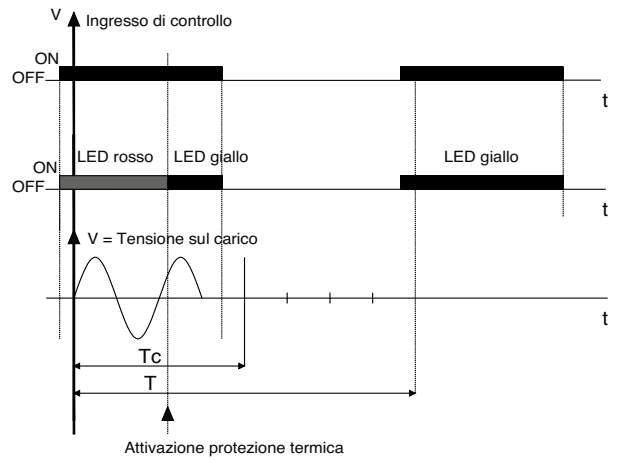 V
Ingresso di controllo
ON
OFF
t
LED rosso
LED giallo
LED giallo
ON
OFF
t
V = Tensione sul carico
t
Tc
T
Attivazione protezione termica